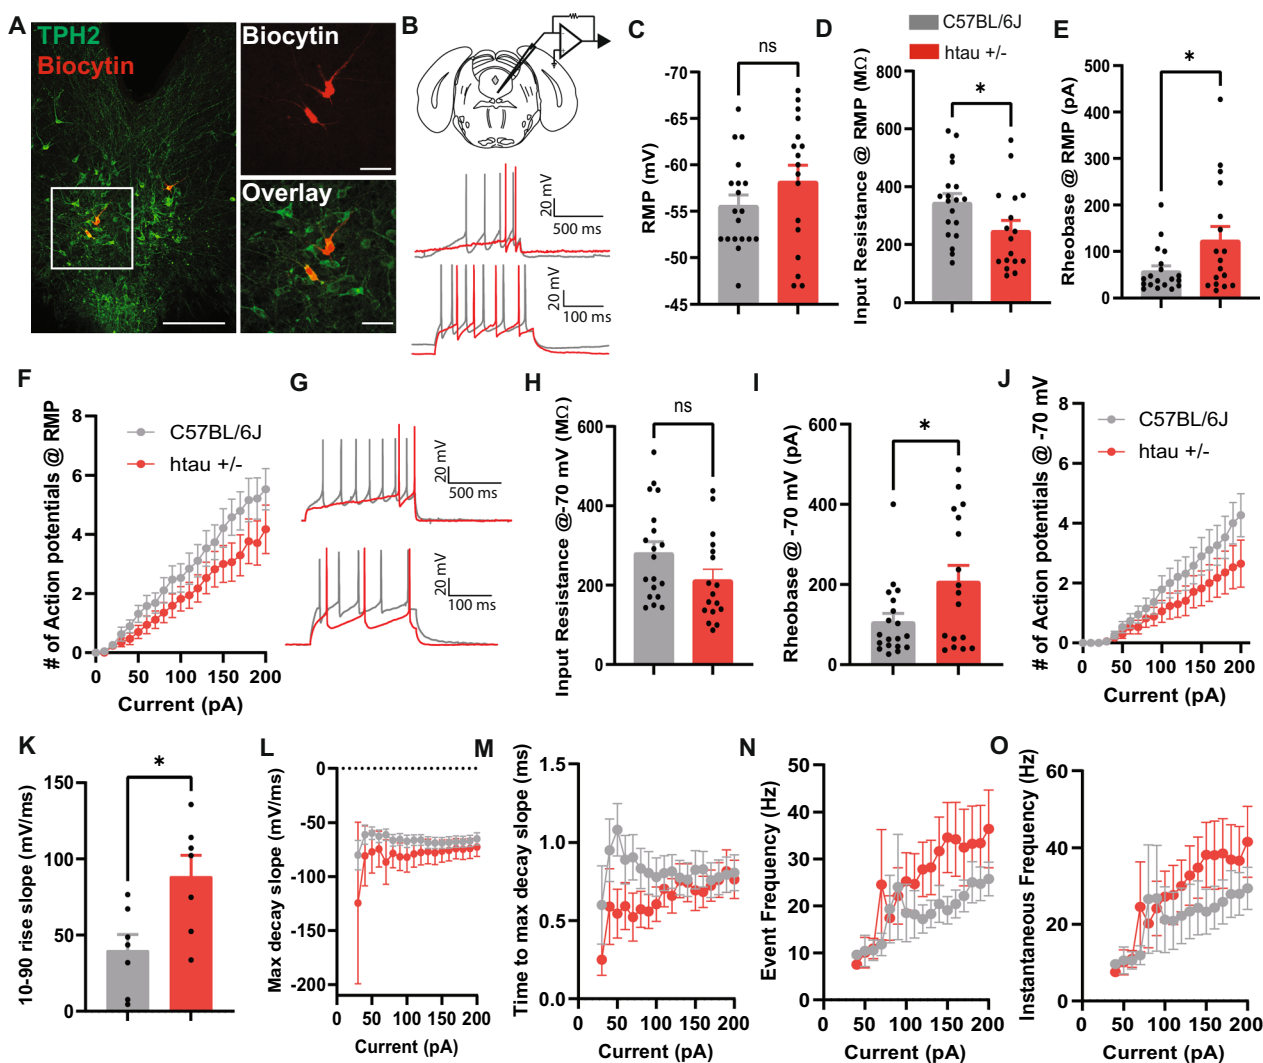 A
TPH2
Biocytin
Biocytin
Overlay
B
20 mV
500 ms
20 mV
100 ms
C
ns
RMP (mV)
-70
-65
-60
-55
-50
-45
C57BL/6J
htau +/-
D
*
Input Resistance @ RMP (MΩ)
800
600
400
200
0
E
*
Rheobase @ RMP (pA)
500
400
300
200
100
0
F
# of Action potentials @ RMP
8
6
4
2
0
C57BL/6J
htau +/-
0 50 100 150 200
Current (pA)
G
20 mV
500 ms
20 mV
100 ms
H
ns
Input Resistance @-70 mV (MΩ)
600
400
200
0
I
*
Rheobase @ -70 mV (pA)
600
400
200
0
J
# of Action potentials @ -70 mV
8
6
4
2
0
C57BL/6J
htau +/-
0 50 100 150 200
Current (pA)
K
*
10-90 rise slope (mV/ms)
150
100
50
0
L
Max decay slope (mV/ms)
0
-50
-100
-150
-200
0 50 100 150 200
Current (pA)
M
Time to max decay slope (ms)
1.5
1.0
0.5
0.0
0 50 100 150 200
Current (pA)
N
Event Frequency (Hz)
50
40
30
20
10
0
0 50 100 150 200
Current (pA)
O
Instantaneous Frequency (Hz)
60
40
20
0
0 50 100 150 200
Current (pA)